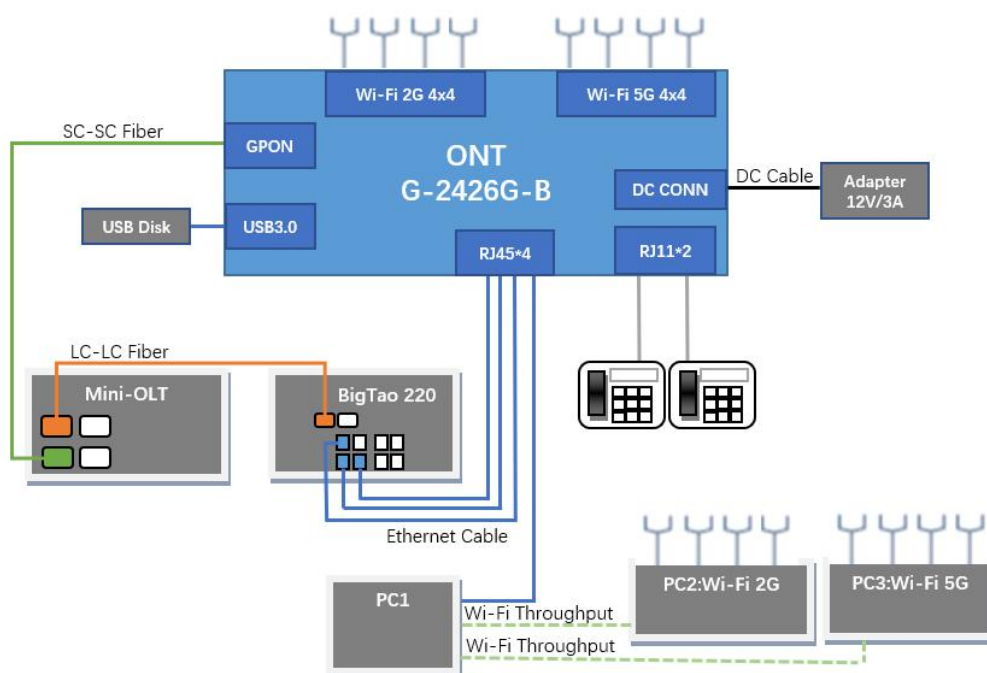 Wi-Fi 2G 4x4
Wi-Fi 5G 4x4
SC-SC Fiber
GPON
ONT
G-2426G-B
DC CONN
DC Cable
Adapter
12V/3A
USB Disk
USB3.0
RJ45*4
RJ11*2
LC-LC Fiber
Mini-OLT
BigTao 220
Ethernet Cable
PC1
Wi-Fi Throughput
Wi-Fi Throughput
PC2:Wi-Fi 2G
PC3:Wi-Fi 5G